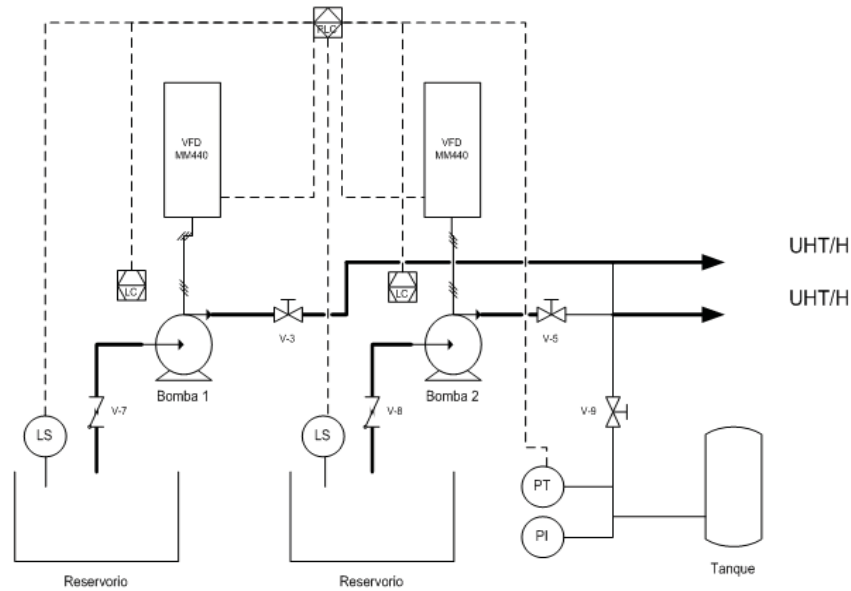 PLC
VFD
MM440
VFD
MM440
UHT/H
LC
LC
UHT/H
V-3
V-5
Bomba 1
Bomba 2
V-7
V-8
V-9
LS
LS
PT
PI
Tanque
Reservorio
Reservorio